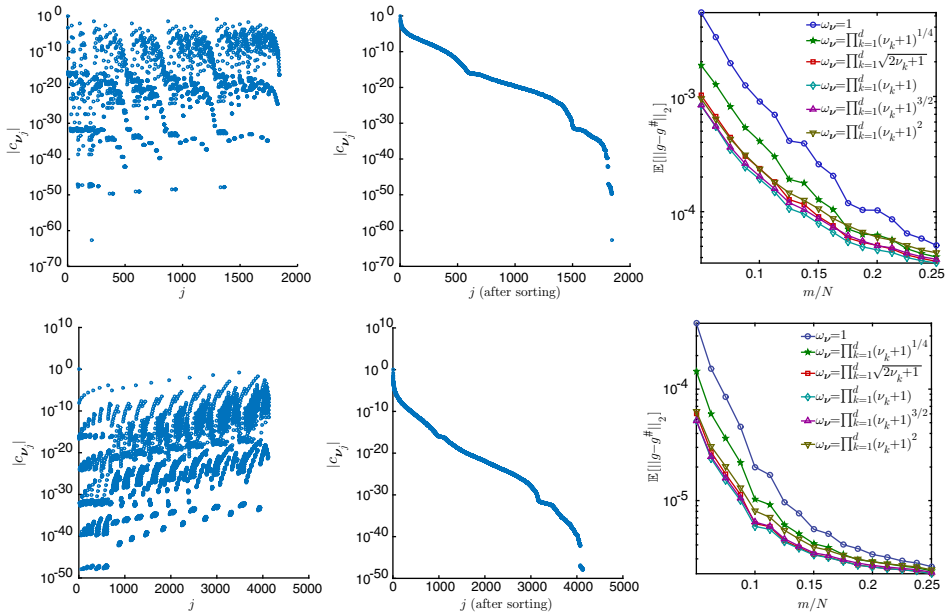 10^0
10^-10
10^-20
10^-30
10^-40
10^-50
10^-60
10^-70
|c_{ν_j}|
0 500 1000 1500 2000
j
10^0
10^-10
10^-20
10^-30
10^-40
10^-50
10^-60
10^-70
|c_{ν_j}|
0 500 1000 1500 2000
j (after sorting)
10^-3
10^-4
𝔼[||g−g^#||_2]
ω_ν=1
ω_ν=∏_{k=1}^d(ν_k+1)^{1/4}
ω_ν=∏_{k=1}^d√(2ν_k+1)
ω_ν=∏_{k=1}^d(ν_k+1)
ω_ν=∏_{k=1}^d(ν_k+1)^{3/2}
ω_ν=∏_{k=1}^d(ν_k+1)^2
0.1 0.15 0.2 0.25
m/N
10^10
10^0
10^-10
10^-20
10^-30
10^-40
10^-50
|c_{ν_j}|
0 1000 2000 3000 4000 5000
j
10^10
10^0
10^-10
10^-20
10^-30
10^-40
10^-50
|c_{ν_j}|
0 1000 2000 3000 4000 5000
j (after sorting)
10^-4
10^-5
𝔼[||g−g^#||_2]
ω_ν=1
ω_ν=∏_{k=1}^d(ν_k+1)^{1/4}
ω_ν=∏_{k=1}^d√(2ν_k+1)
ω_ν=∏_{k=1}^d(ν_k+1)
ω_ν=∏_{k=1}^d(ν_k+1)^{3/2}
ω_ν=∏_{k=1}^d(ν_k+1)^2
0.1 0.15 0.2 0.25
m/N